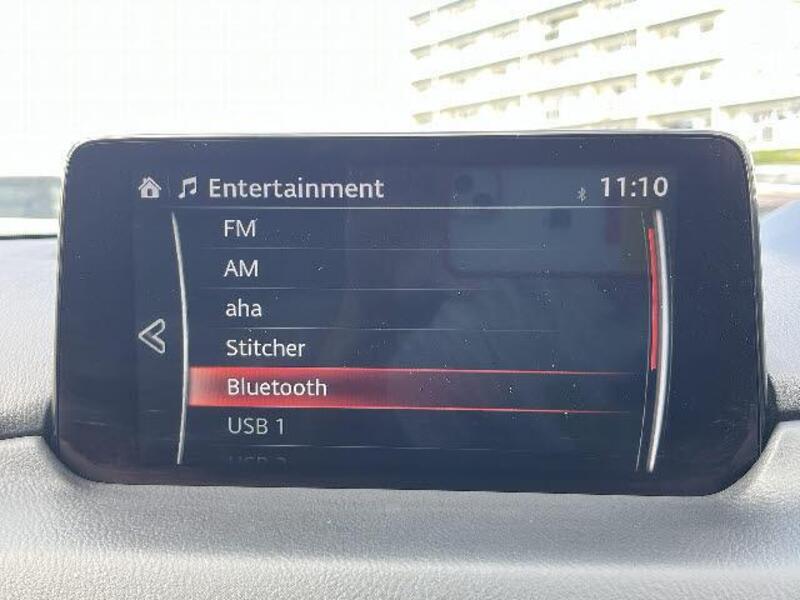 Entertainment 11:10
FM
AM
aha
Stitcher
Bluetooth
USB 1